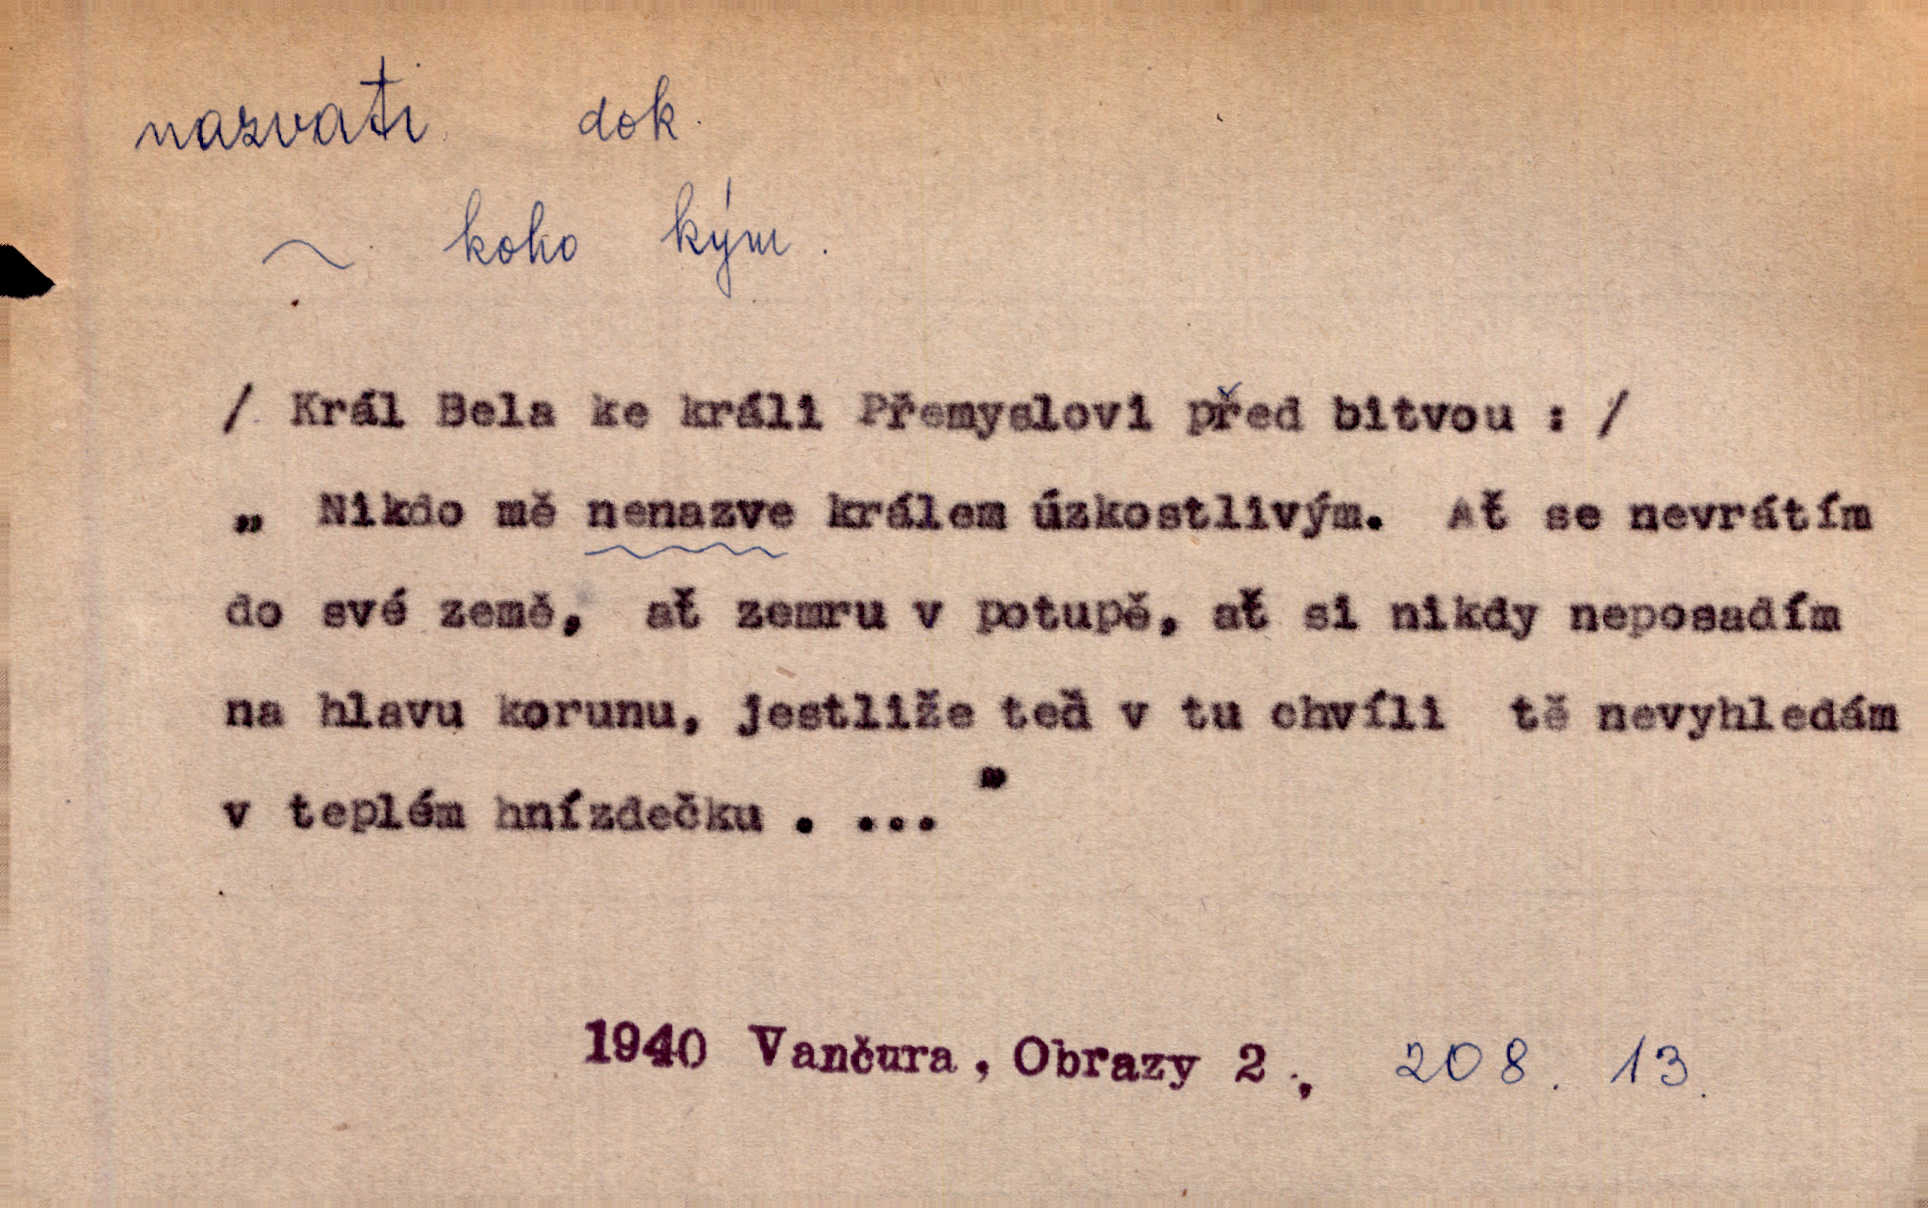 nazvati dok.
~ koho kým.
/ Král Bela ke králi Přemyslovi před bitvou : /
„ Nikdo mě nenazve králem úzkostlivým. Ať se nevrátím
do své země, ať zemru v potupě, ať si nikdy neposadím
na hlavu korunu, jestliže teď v tu chvíli tě nevyhledám
v teplém hnízdečku . ... "
1940 Vančura, Obrazy 2., 208. 13.